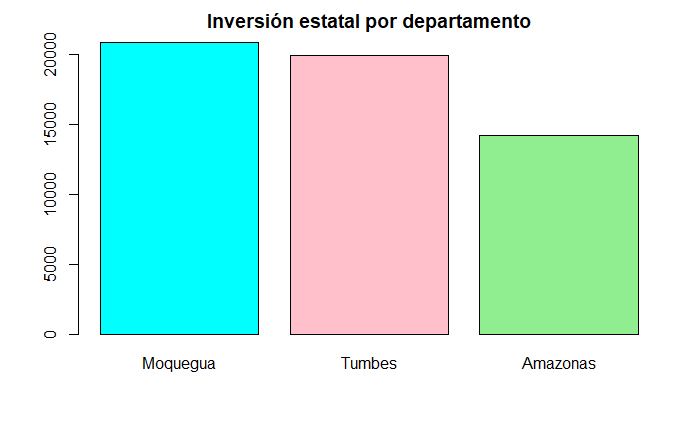 Inversión estatal por departamento
20000
15000
10000
5000
0
Moquegua Tumbes Amazonas